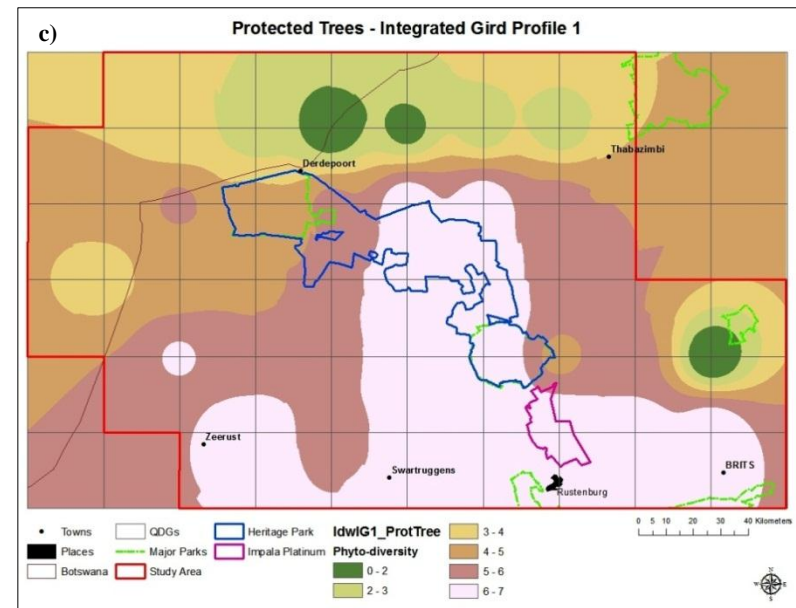 c)
Protected Trees - Integrated Gird Profile 1
Thabazimbi
Derdepoort
Zeerust
Swartruggens
BRITS
Rustenburg
Towns
Places
Botswana
QDGs
Major Parks
Study Area
Heritage Park
Impala Platinum
IdwIG1_ProtTree
Phyto-diversity
0 - 2
2 - 3
3 - 4
4 - 5
5 - 6
6 - 7
0 5 10 20 30 40 Kilometers